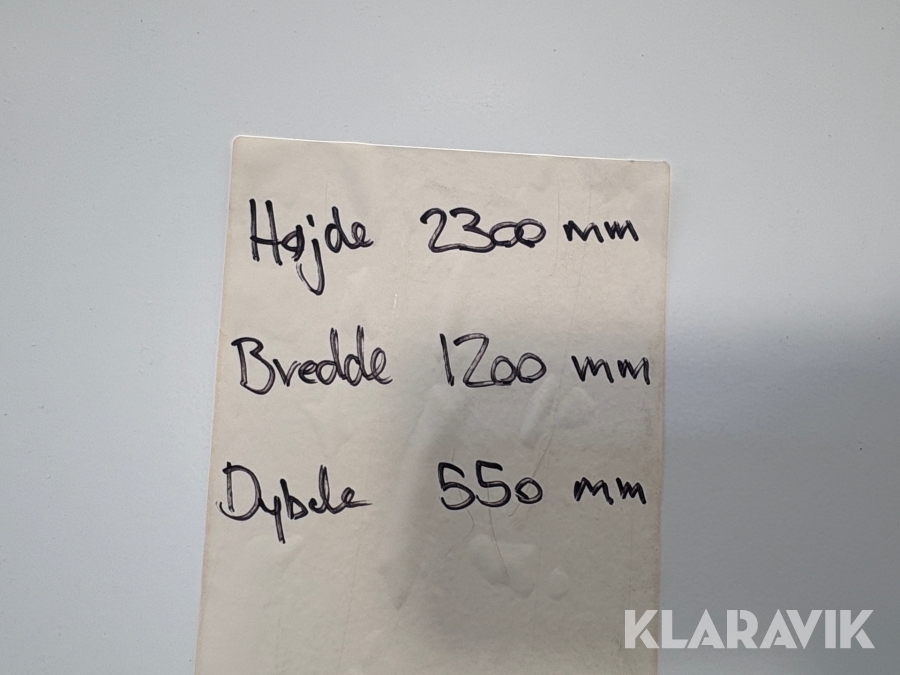 Højde 2300 mm
Bredde 1200 mm
Dybde 550 mm
KLARAVIK